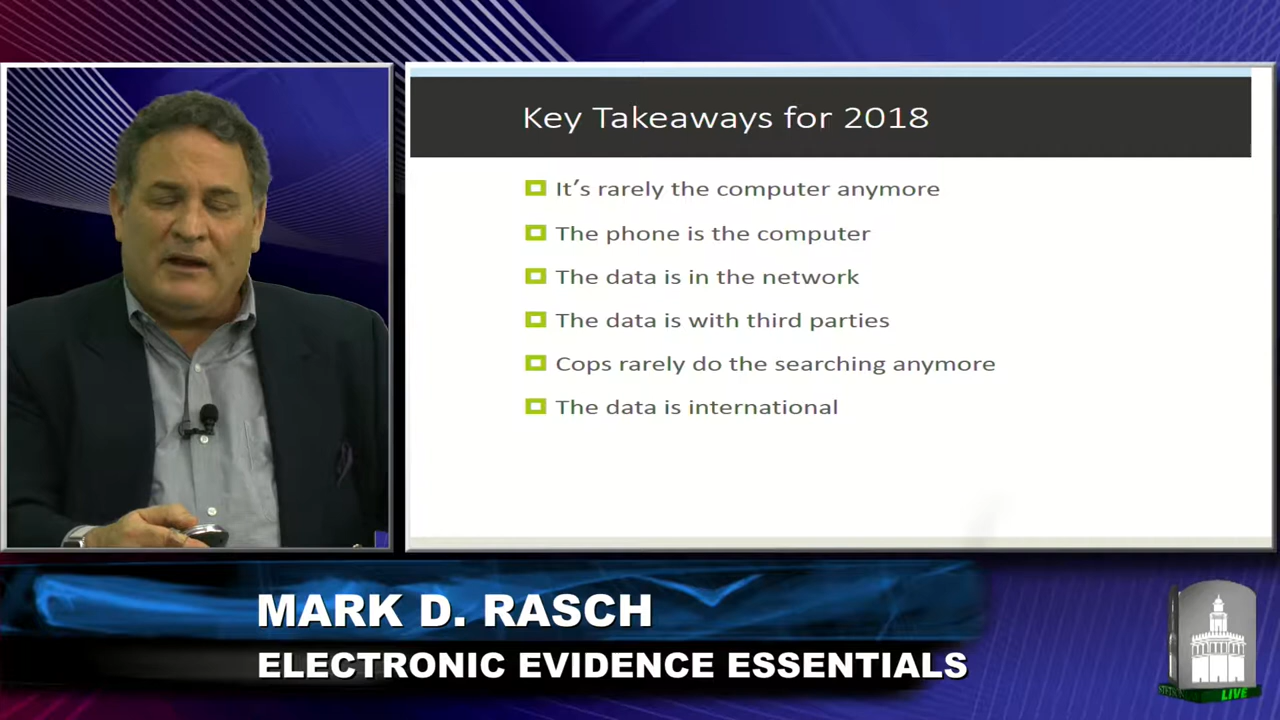 Key Takeaways for 2018
It's rarely the computer anymore
The phone is the computer
The data is in the network
The data is with third parties
Cops rarely do the searching anymore
The data is international
MARK D. RASCH
ELECTRONIC EVIDENCE ESSENTIALS
LIVE